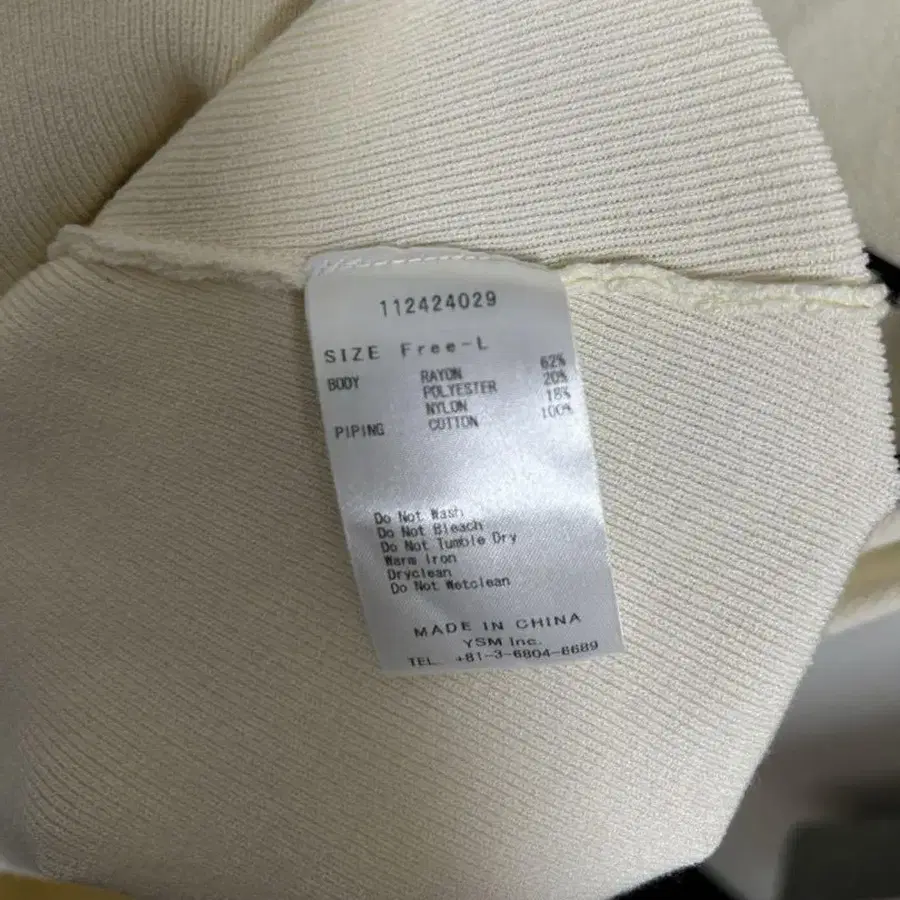 112424029
SIZE Free-L
BODY RAYON 62%
POLYESTER 20%
NYLON 18%
PIPING COTTON 100%
Do Not Wash
Do Not Bleach
Do Not Tumble Dry
Warm Iron
Dryclean
Do Not Wetclean
MADE IN CHINA
YSM Inc.
TEL. +81-3-6804-6689